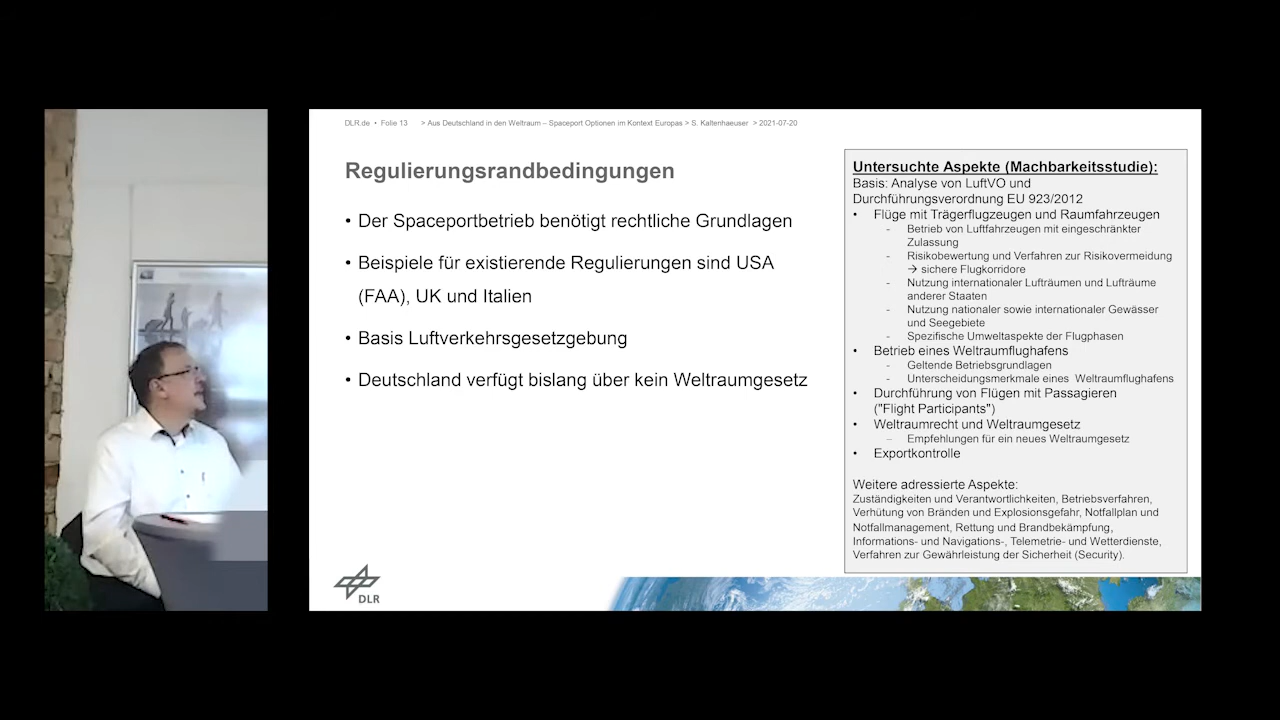 DLR.de • Folie 13 > Aus Deutschland in den Weltraum – Spaceport Optionen im Kontext Europas > S. Kaltenhaeuser > 2021-07-20
Regulierungsrandbedingungen
• Der Spaceportbetrieb benötigt rechtliche Grundlagen
• Beispiele für existierende Regulierungen sind USA
(FAA), UK und Italien
• Basis Luftverkehrsgesetzgebung
• Deutschland verfügt bislang über kein Weltraumgesetz
Untersuchte Aspekte (Machbarkeitsstudie):
Basis: Analyse von LuftVO und
Durchführungsverordnung EU 923/2012
• Flüge mit Trägerflugzeugen und Raumfahrzeugen
- Betrieb von Luftfahrzeugen mit eingeschränkter
Zulassung
- Risikobewertung und Verfahren zur Risikovermeidung
→ sichere Flugkorridore
- Nutzung internationaler Lufträumen und Lufträume
anderer Staaten
- Nutzung nationaler sowie internationaler Gewässer
und Seegebiete
- Spezifische Umweltaspekte der Flugphasen
• Betrieb eines Weltraumflughafens
- Geltende Betriebsgrundlagen
- Unterscheidungsmerkmale eines Weltraumflughafens
• Durchführung von Flügen mit Passagieren
("Flight Participants")
• Weltraumrecht und Weltraumgesetz
– Empfehlungen für ein neues Weltraumgesetz
• Exportkontrolle
Weitere adressierte Aspekte:
Zuständigkeiten und Verantwortlichkeiten, Betriebsverfahren,
Verhütung von Bränden und Explosionsgefahr, Notfallplan und
Notfallmanagement, Rettung und Brandbekämpfung,
Informations- und Navigations-, Telemetrie- und Wetterdienste,
Verfahren zur Gewährleistung der Sicherheit (Security).
DLR